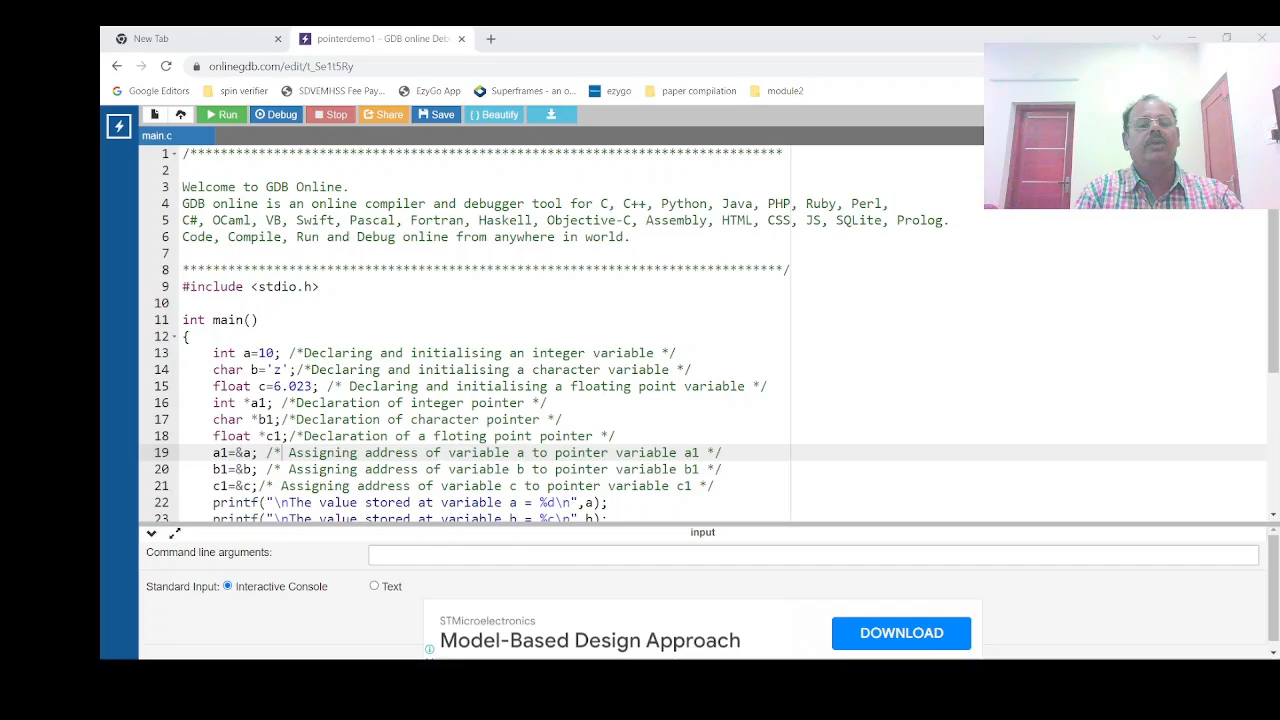 New Tab
pointerdemo1 - GDB online Deb
onlinegdb.com/edit/t_Se1t5Ry
Google Editors spin verifier SDVEMHSS Fee Pay... EzyGo App Superframes - an o... ezygo paper compilation module2
Run Debug Stop Share Save { } Beautify
main.c
1 /******************************************************************************
2
3 Welcome to GDB Online.
4 GDB online is an online compiler and debugger tool for C, C++, Python, Java, PHP, Ruby, Perl,
5 C#, OCaml, VB, Swift, Pascal, Fortran, Haskell, Objective-C, Assembly, HTML, CSS, JS, SQLite, Prolog.
6 Code, Compile, Run and Debug online from anywhere in world.
7
8 *******************************************************************************/
9 #include <stdio.h>
10
11 int main()
12 {
13 int a=10; /*Declaring and initialising an integer variable */
14 char b='z';/*Declaring and initialising a character variable */
15 float c=6.023; /* Declaring and initialising a floating point variable */
16 int *a1; /*Declaration of integer pointer */
17 char *b1;/*Declaration of character pointer */
18 float *c1;/*Declaration of a floting point pointer */
19 a1=&a; /* Assigning address of variable a to pointer variable a1 */
20 b1=&b; /* Assigning address of variable b to pointer variable b1 */
21 c1=&c;/* Assigning address of variable c to pointer variable c1 */
22 printf("\nThe value stored at variable a = %d\n",a);
23 printf("\nThe value stored at variable b = %c\n",b);
input
Command line arguments:
Standard Input: Interactive Console Text
STMicroelectronics
Model-Based Design Approach
DOWNLOAD